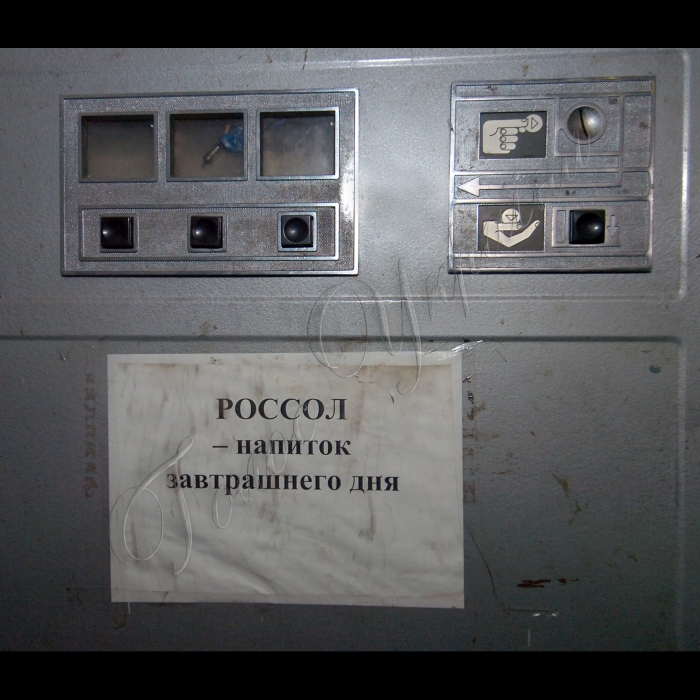 РОССОЛ
– напиток
завтрашнего дня